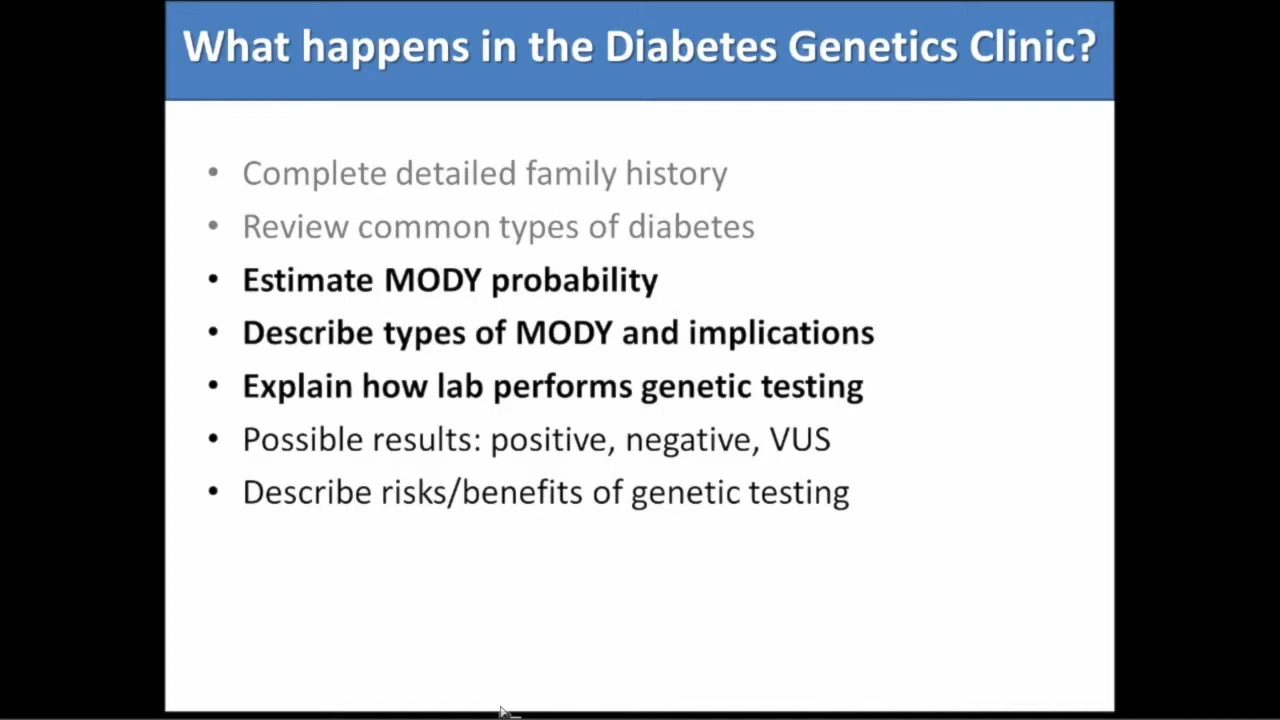 What happens in the Diabetes Genetics Clinic?
• Complete detailed family history
• Review common types of diabetes
• Estimate MODY probability
• Describe types of MODY and implications
• Explain how lab performs genetic testing
• Possible results: positive, negative, VUS
• Describe risks/benefits of genetic testing